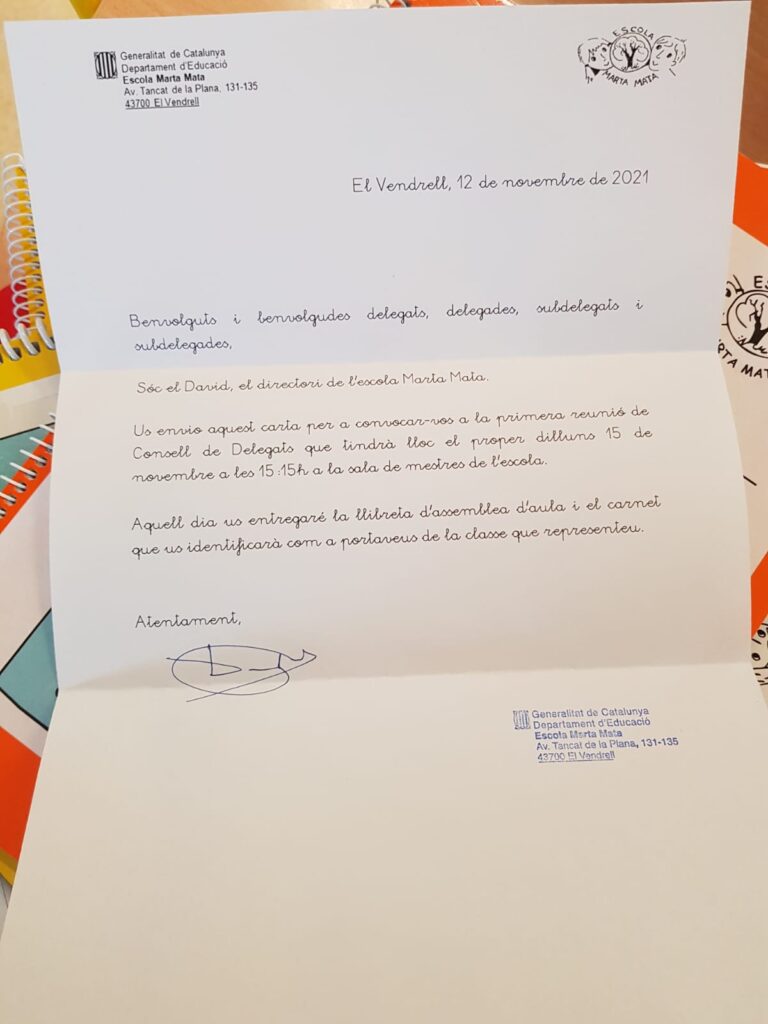 Generalitat de Catalunya
Departament d'Educació
Escola Marta Mata
Av. Tancat de la Plana, 131-135
43700 El Vendrell
ESCOLA
MARTA MATA
El Vendrell, 12 de novembre de 2021
Benvolguts i benvolgudes delegats, delegades, subdelegats i
subdelegades,
Sóc el David, el directori de l'escola Marta Mata.
Us envio aquest carta per a convocar-vos a la primera reunió de
Consell de Delegats que tindrà lloc el proper dilluns 15 de
novembre a les 15:15h a la sala de mestres de l'escola.
Aquell dia us entregaré la llibreta d'assemblea d'aula i el carnet
que us identificarà com a portaveus de la classe que representeu.
Atentament,
Generalitat de Catalunya
Departament d'Educació
Escola Marta Mata
Av. Tancat de la Plana, 131-135
43700 El Vendrell